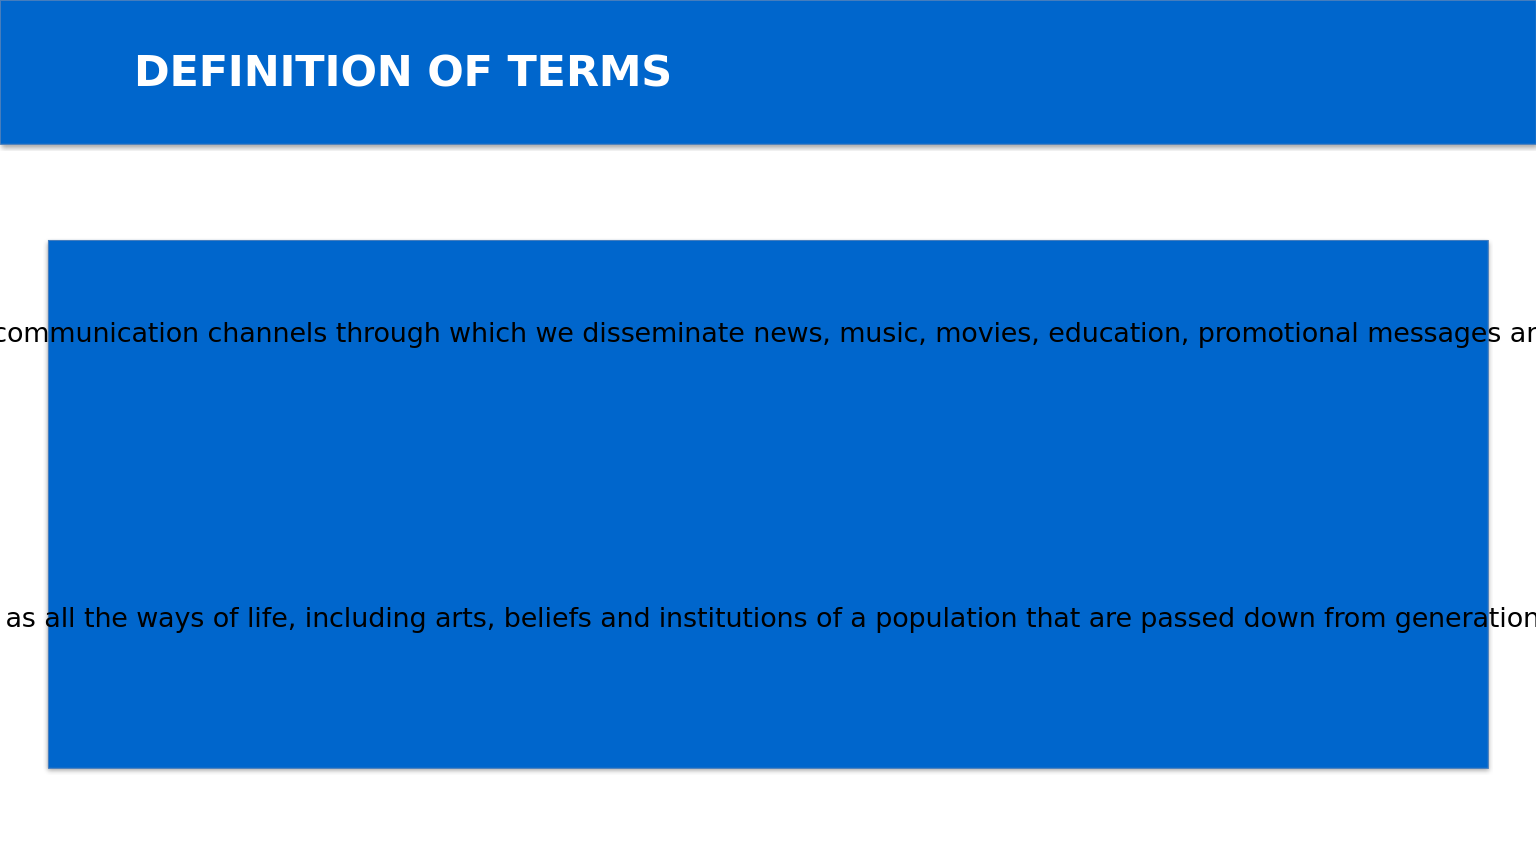 DEFINITION OF TERMS
communication channels through which we disseminate news, music, movies, education, promotional messages
as all the ways of life, including arts, beliefs and institutions of a population that are passed down from generation